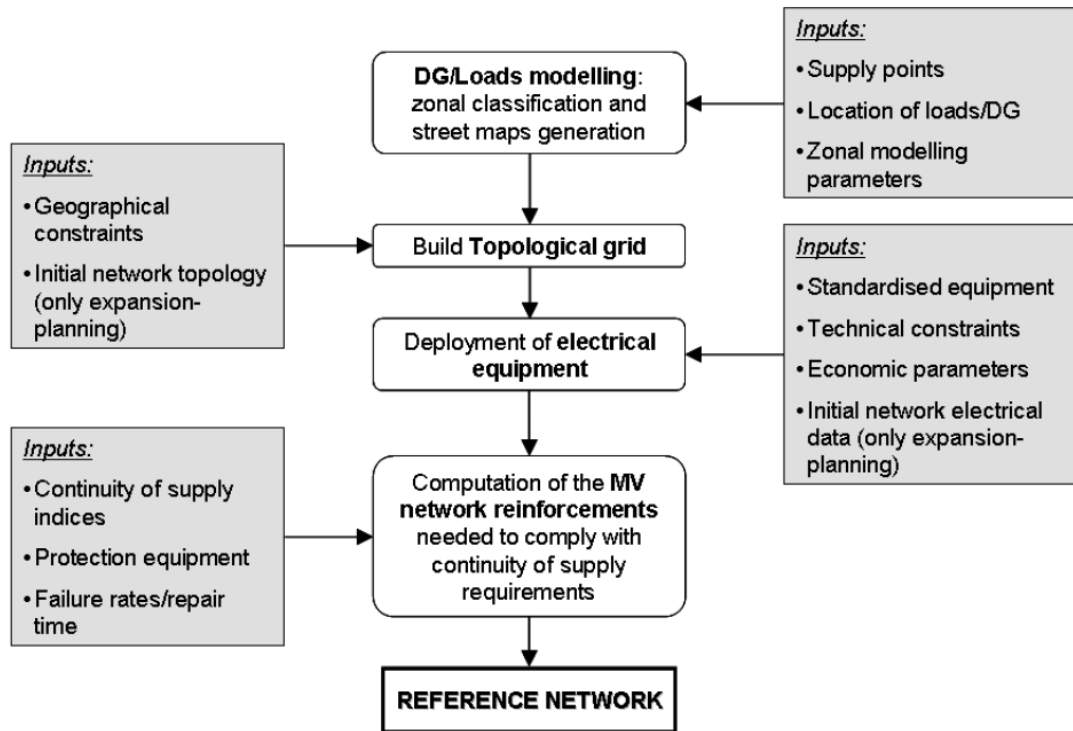 DG/Loads modelling:
zonal classification and
street maps generation
Inputs:
•Supply points
•Location of loads/DG
•Zonal modelling
parameters
Inputs:
•Geographical
constraints
•Initial network topology
(only expansion-
planning)
Build Topological grid
Deployment of electrical
equipment
Inputs:
•Standardised equipment
•Technical constraints
•Economic parameters
•Initial network electrical
data (only expansion-
planning)
Inputs:
•Continuity of supply
indices
•Protection equipment
•Failure rates/repair
time
Computation of the MV
network reinforcements
needed to comply with
continuity of supply
requirements
REFERENCE NETWORK